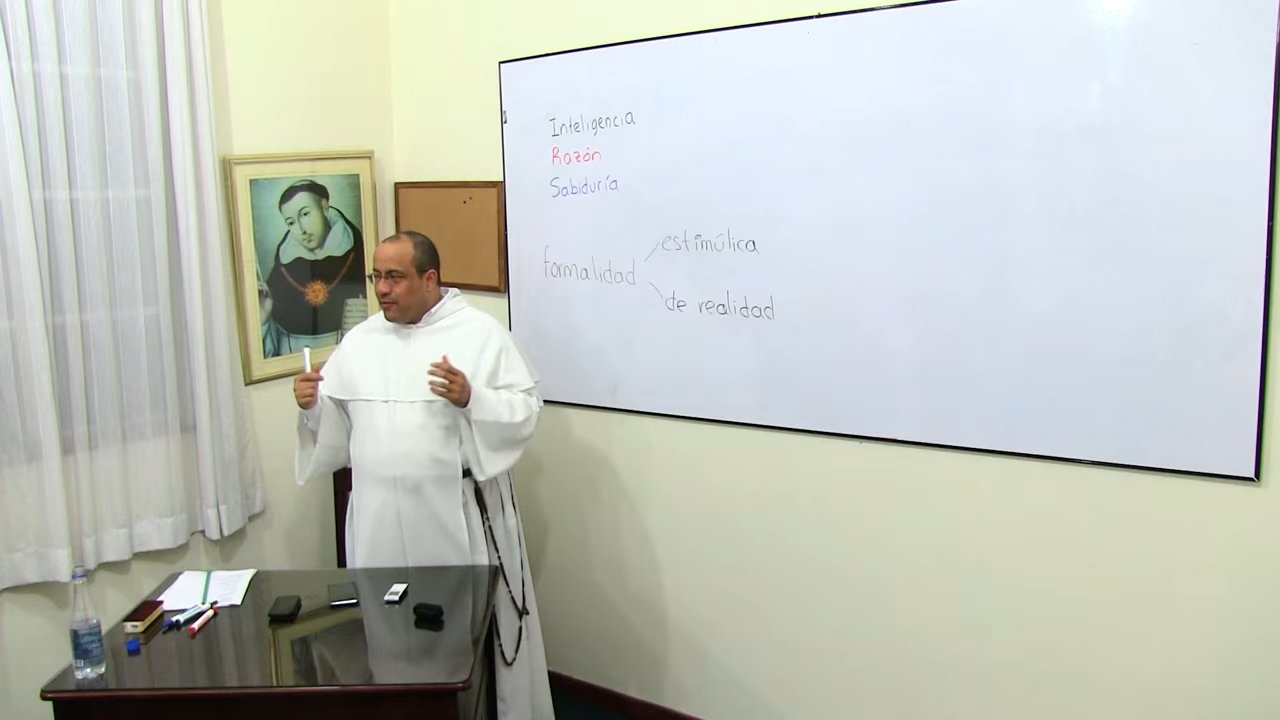 Inteligencia
Razón
Sabiduría
estimúlica
formalidad
de realidad